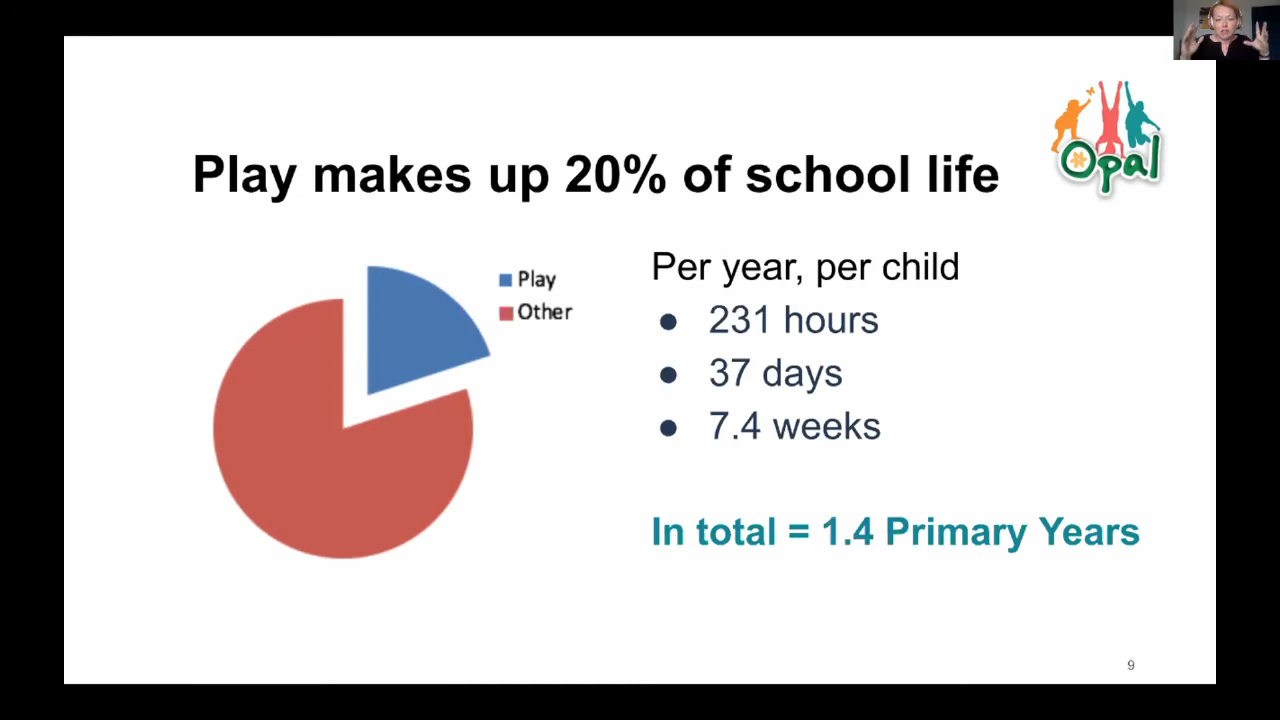 Opal
Play makes up 20% of school life
Play
Other
Per year, per child
● 231 hours
● 37 days
● 7.4 weeks
In total = 1.4 Primary Years
9